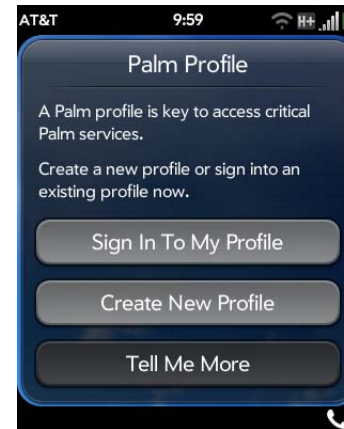 AT&T 9:59 H+
Palm Profile
A Palm profile is key to access critical
Palm services.
Create a new profile or sign into an
existing profile now.
Sign In To My Profile
Create New Profile
Tell Me More